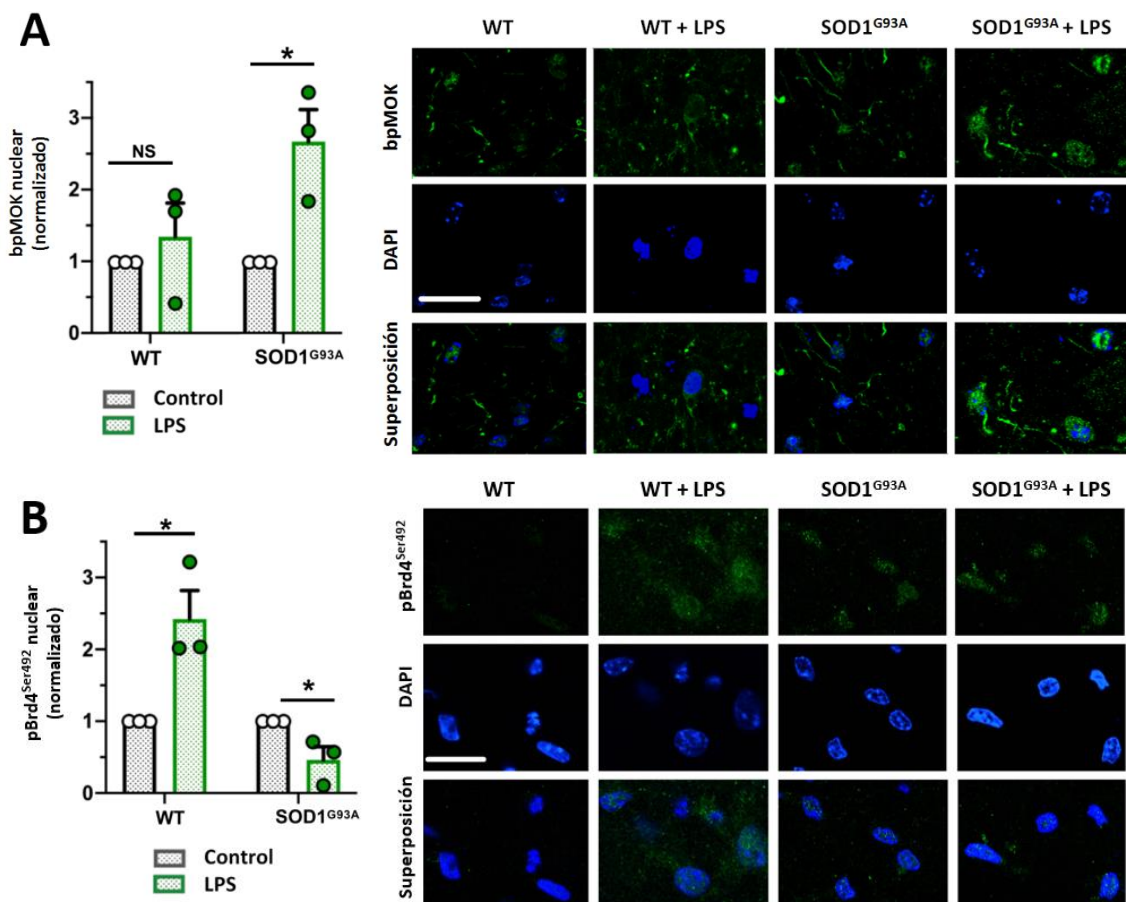 A
WT
WT + LPS
SOD1G93A
SOD1G93A + LPS
bpMOK nuclear
(normalizado)
3
2
1
0
NS
*
WT
SOD1G93A
Control
LPS
bpMOK
DAPI
Superposición
B
WT
WT + LPS
SOD1G93A
SOD1G93A + LPS
pBrd4Ser492 nuclear
(normalizado)
3
2
1
0
*
*
WT
SOD1G93A
Control
LPS
pBrd4Ser492
DAPI
Superposición